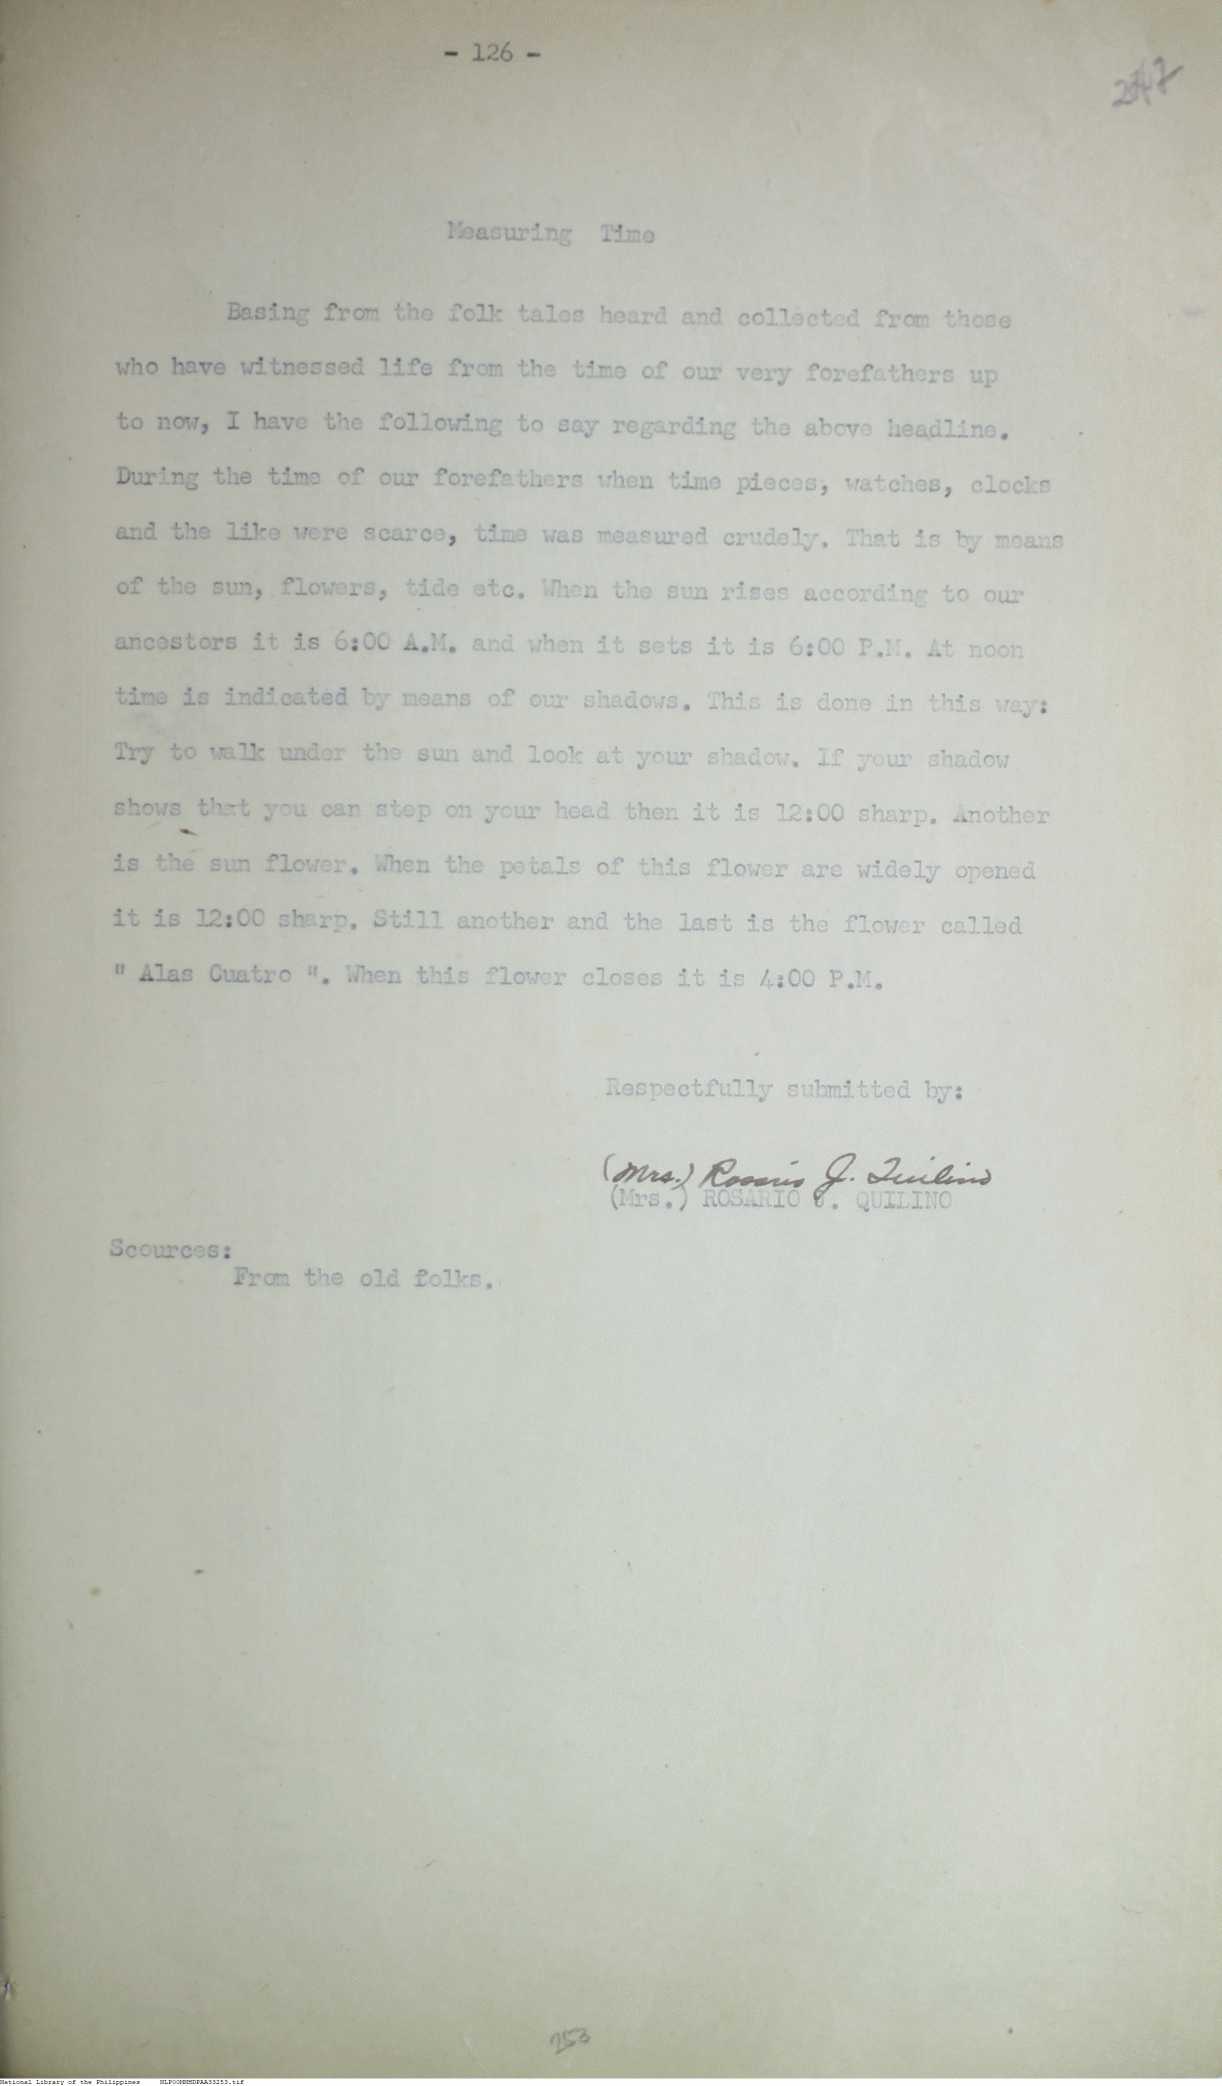 - 126 -
Measuring Time
Basing from the folk tales heard and collected from those
who have witnessed life from the time of our very forefathers up
to now, I have the following to say regarding the above headline.
During the time of our forefathers when time pieces, watches, clocks
and the like were scarce, time was measured crudely. That is by means
of the sun, flowers, tide etc. When the sun rises according to our
ancestors it is 6:00 A.M. and when it sets it is 6:00 P.M. At noon
time is indicated by means of our shadows. This is done in this way:
Try to walk under the sun and look at your shadow. If your shadow
shows that you can step on your head then it is 12:00 sharp. Another
is the sun flower. When the petals of this flower are widely opened
it is 12:00 sharp. Still another and the last is the flower called
" Alas Cuatro ". When this flower closes it is 4:00 P.M.
Respectfully submitted by:
(Mrs.) Rosario J. Quilino
(Mrs.) ROSARIO J. QUILINO
Scources:
From the old folks.
253
National Library of the Philippines